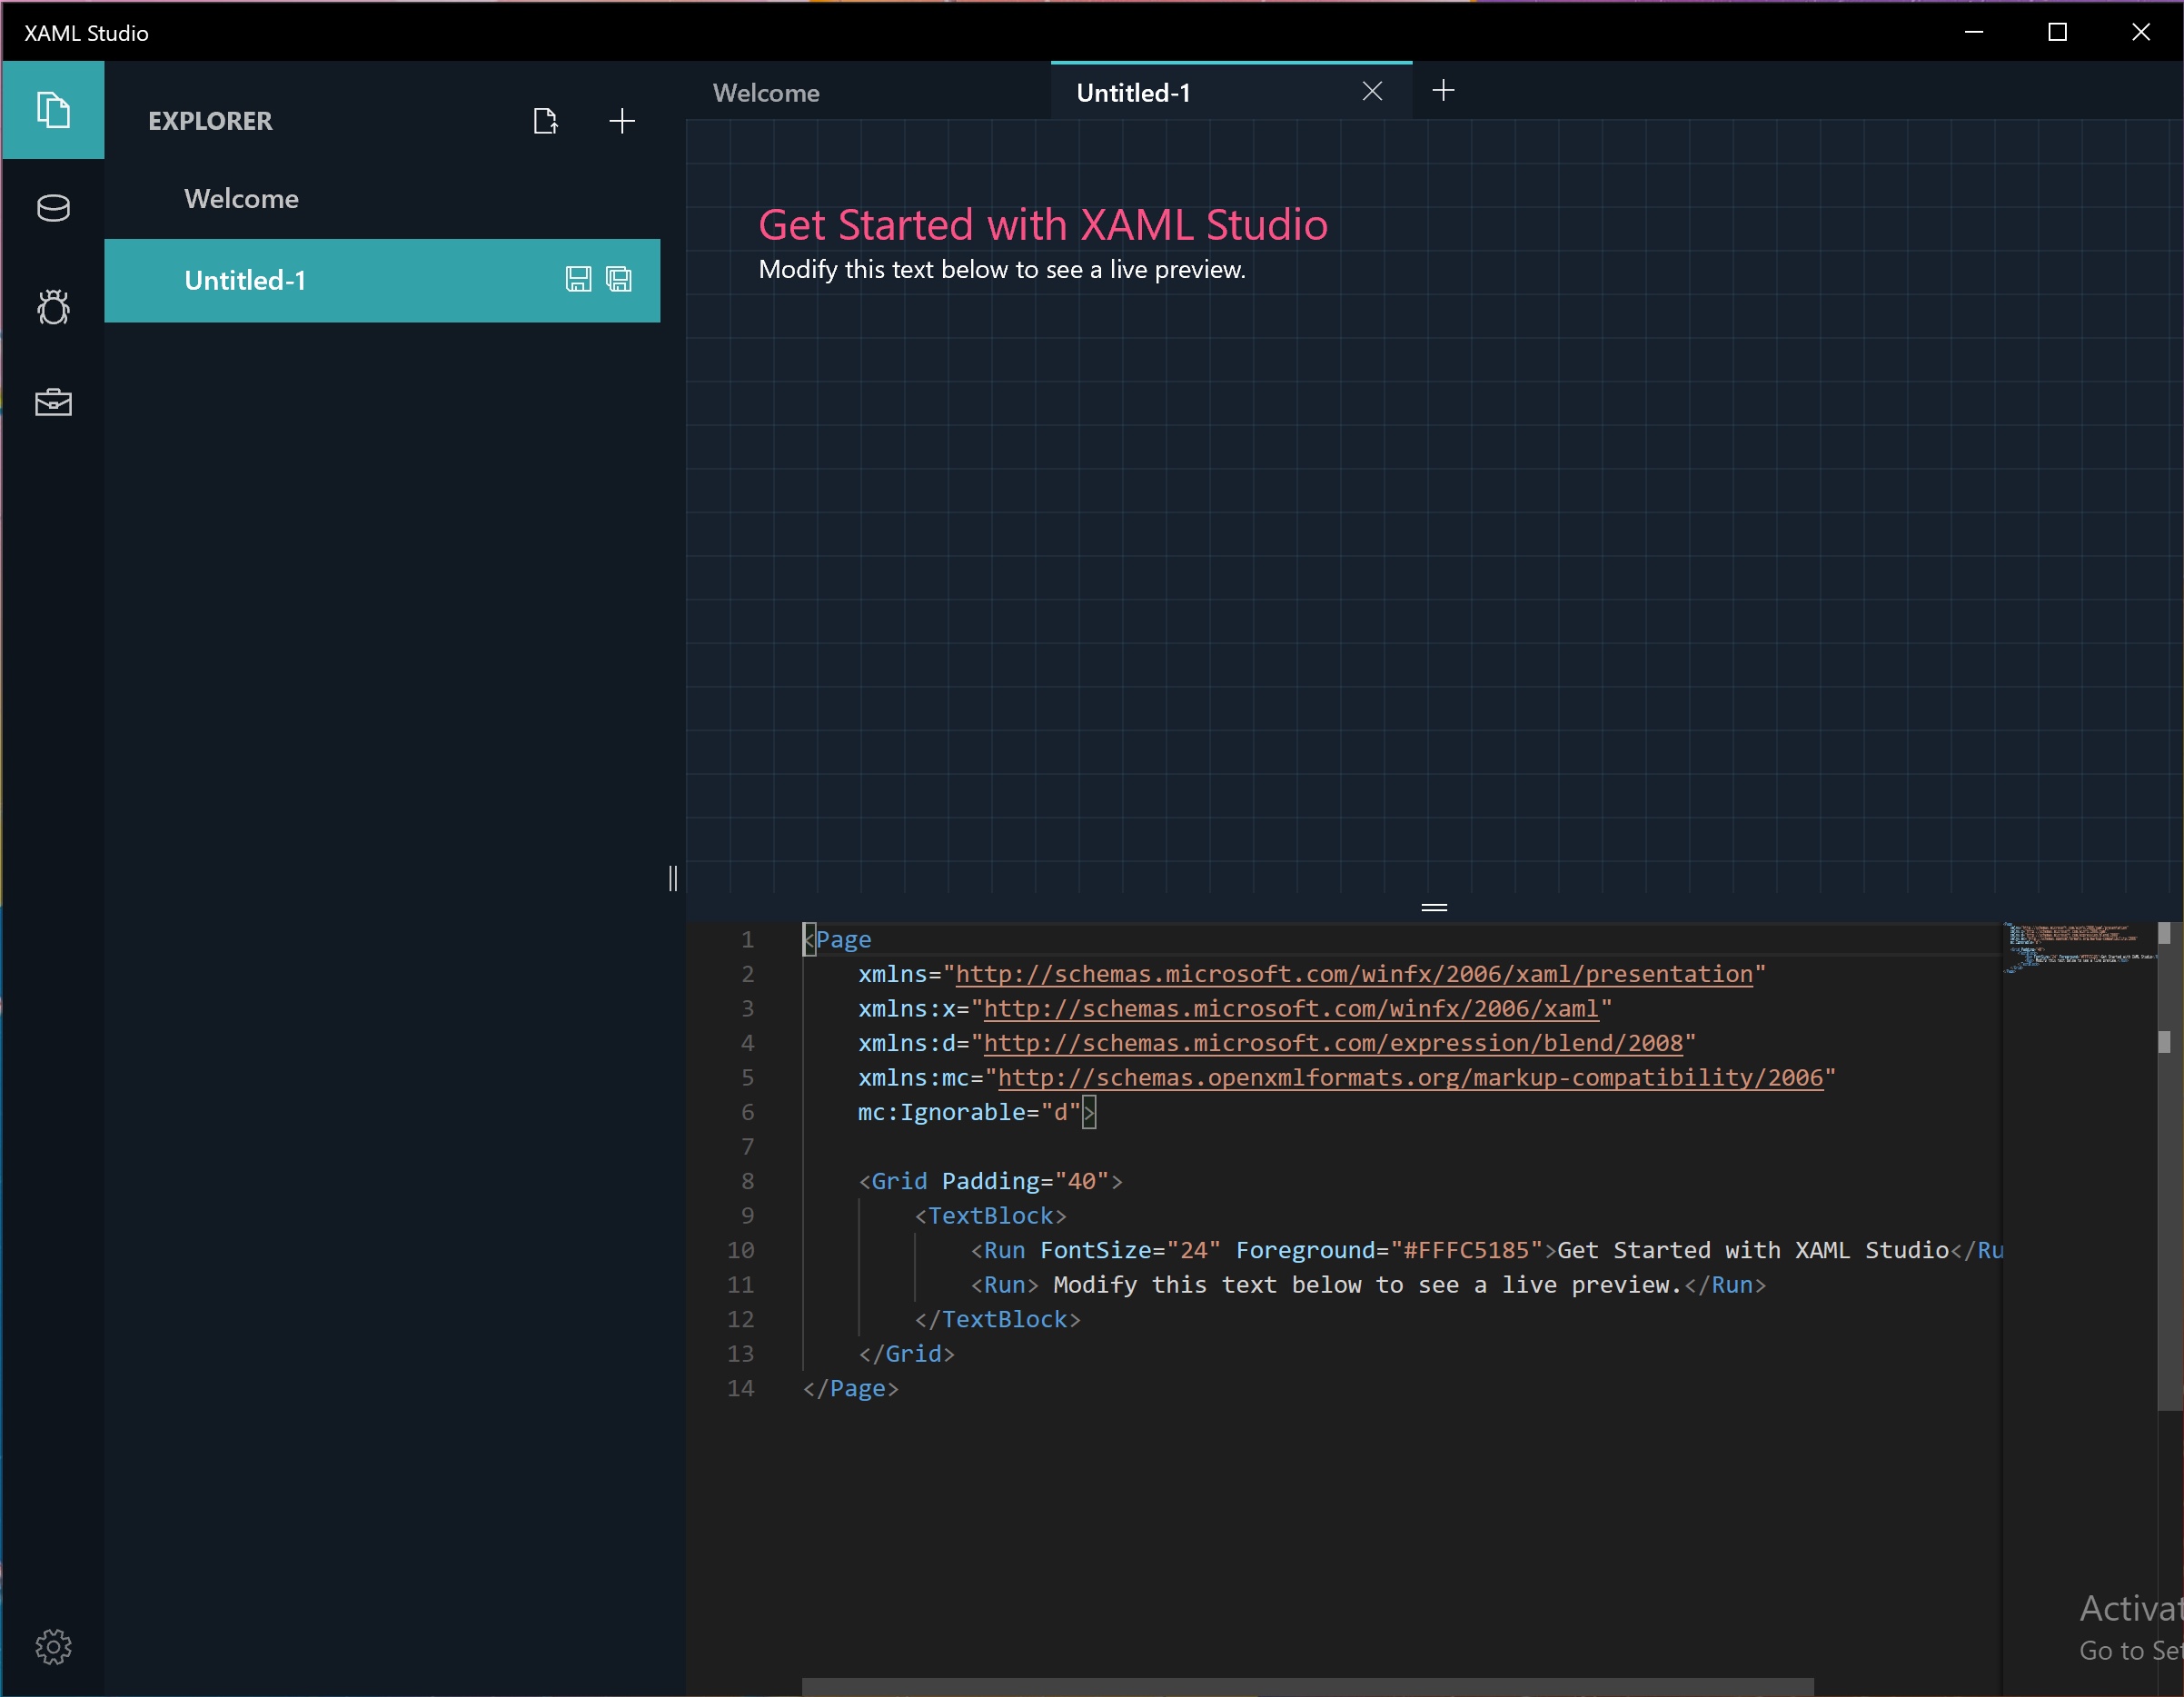 XAML Studio
EXPLORER
Welcome
Untitled-1
Welcome
Untitled-1
Get Started with XAML Studio
Modify this text below to see a live preview.
1 <Page
2 xmlns="http://schemas.microsoft.com/winfx/2006/xaml/presentation"
3 xmlns:x="http://schemas.microsoft.com/winfx/2006/xaml"
4 xmlns:d="http://schemas.microsoft.com/expression/blend/2008"
5 xmlns:mc="http://schemas.openxmlformats.org/markup-compatibility/2006"
6 mc:Ignorable="d">
7
8 <Grid Padding="40">
9 <TextBlock>
10 <Run FontSize="24" Foreground="#FFFC5185">Get Started with XAML Studio</Ru
11 <Run> Modify this text below to see a live preview.</Run>
12 </TextBlock>
13 </Grid>
14 </Page>
Activat
Go to Set